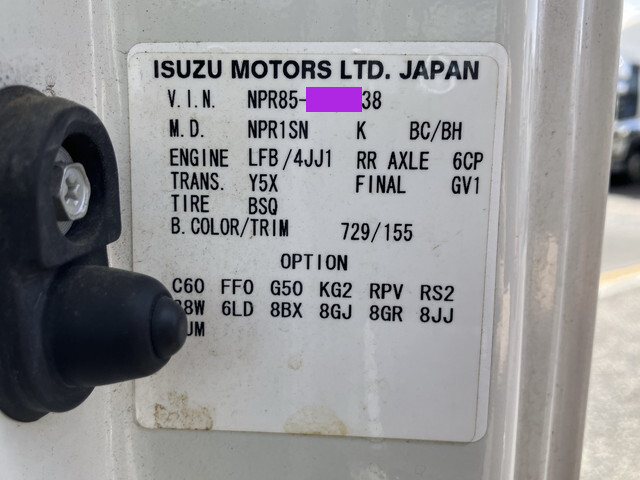 ISUZU MOTORS LTD. JAPAN
V.I.N. NPR85-38
M.D. NPR1SN K BC/BH
ENGINE LFB/4JJ1 RR AXLE 6CP
TRANS. Y5X FINAL GV1
TIRE BSQ
B.COLOR/TRIM 729/155
OPTION
C60 FF0 G50 KG2 RPV RS2
6LD 8BX 8GJ 8GR 8JJ